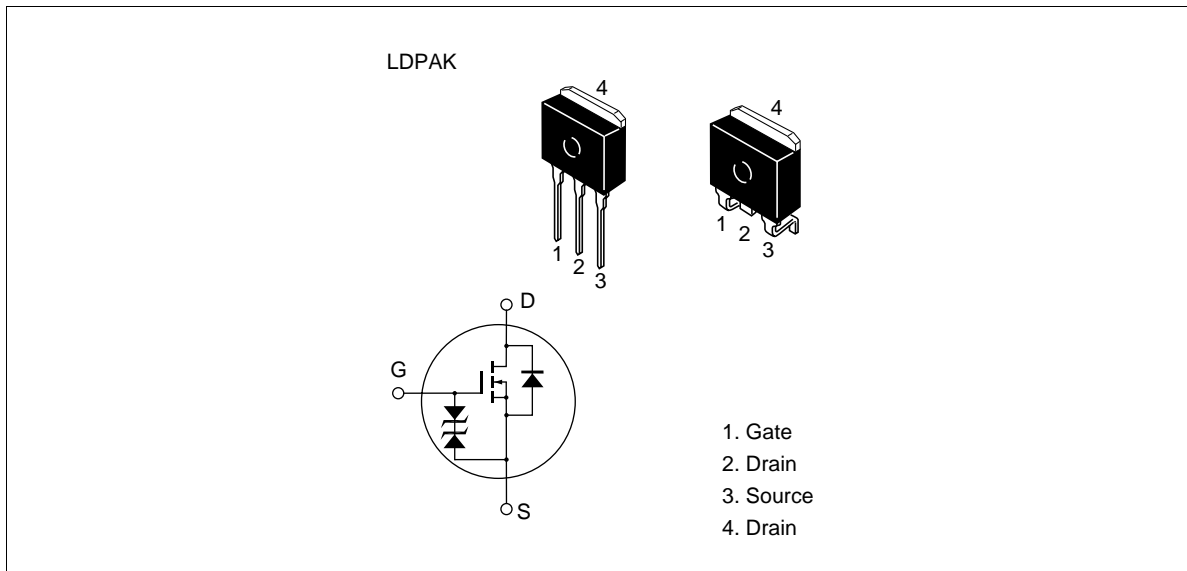 LDPAK
4
1
2
3
4
1
2
3
D
G
S
1. Gate
2. Drain
3. Source
4. Drain